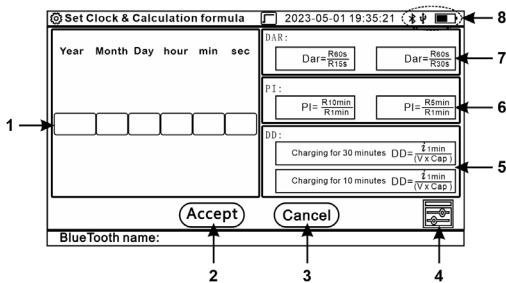 Set Clock & Calculation formula 2023-05-01 19:35:21 8
Year Month Day hour min sec
DAR:
Dar=R60s/R15s Dar=R60s/R30s 7
PI:
PI=R10min/R1min PI=R5min/R1min 6
1
DD:
Charging for 30 minutes DD=i1min/(V x Cap) 5
Charging for 10 minutes DD=i1min/(V x Cap)
Accept Cancel
BlueTooth name:
2 3 4